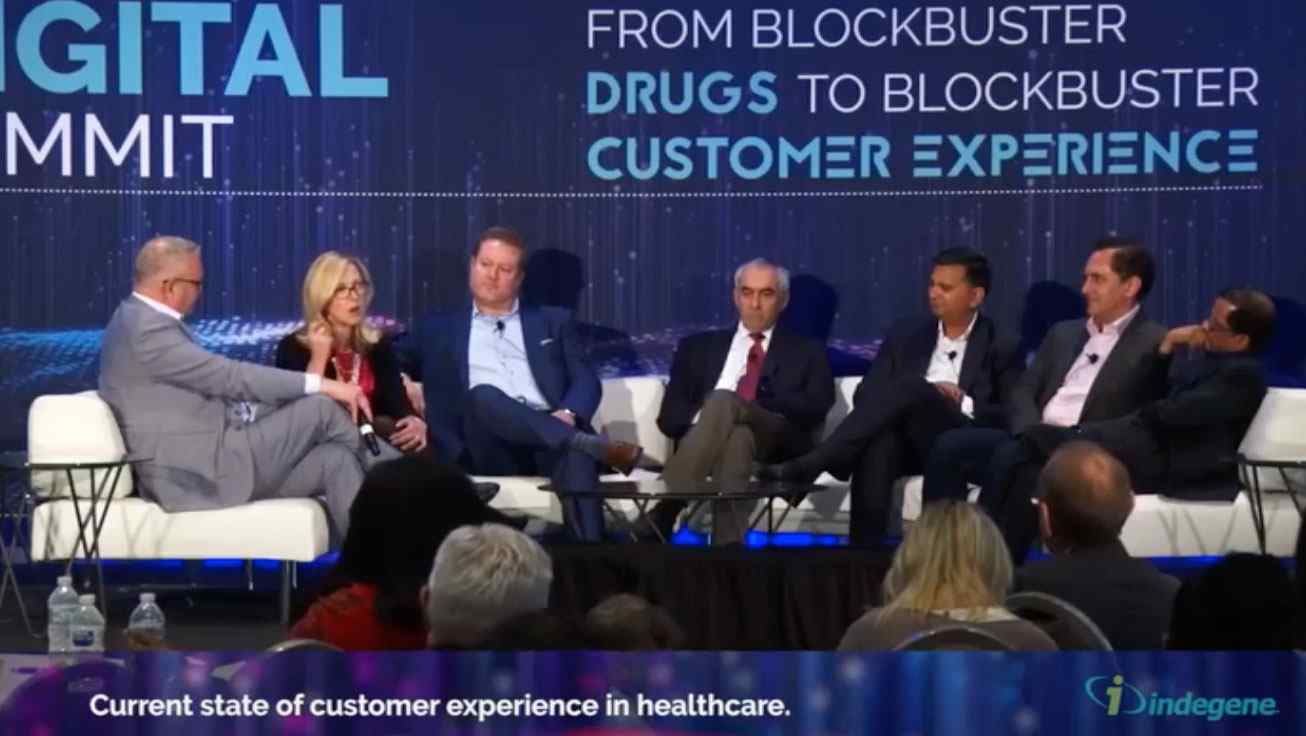 IGITAL
MMIT
FROM BLOCKBUSTER
DRUGS TO BLOCKBUSTER
CUSTOMER EXPERIENCE
Current state of customer experience in healthcare.
indegene